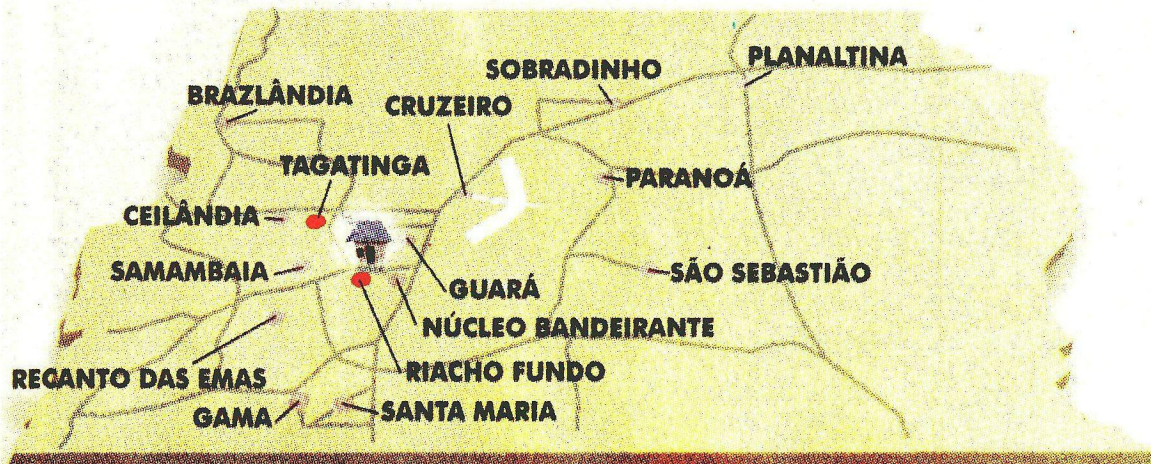 PLANALTINA
SOBRADINHO
BRAZLÂNDIA
CRUZEIRO
TAGATINGA
PARANOÁ
CEILÂNDIA
SAMAMBAIA
SÃO SEBASTIÃO
GUARÁ
NÚCLEO BANDEIRANTE
RECANTO DAS EMAS
RIACHO FUNDO
GAMA
SANTA MARIA